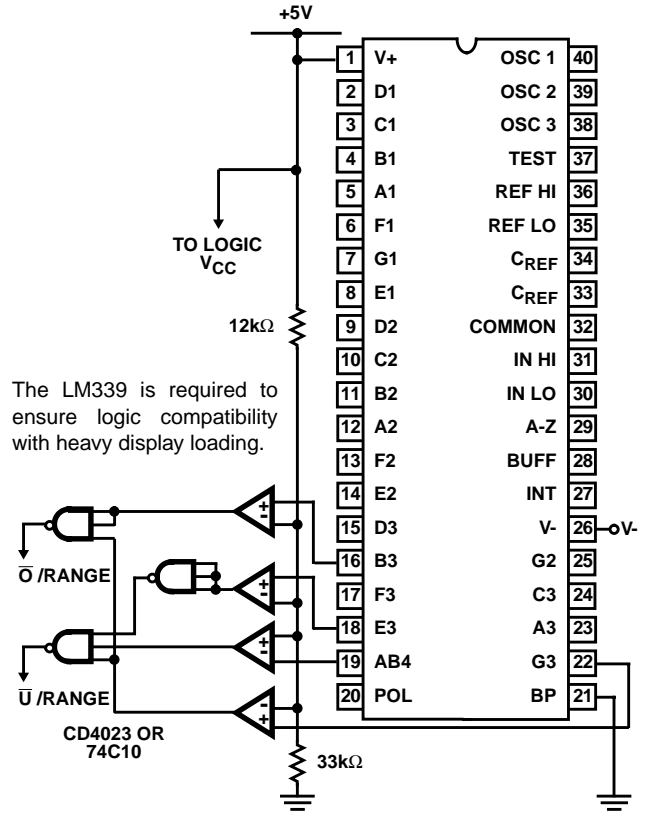 +5V
1 V+ OSC 1 40
2 D1 OSC 2 39
3 C1 OSC 3 38
4 B1 TEST 37
5 A1 REF HI 36
6 F1 REF LO 35
TO LOGIC
VCC
7 G1 CREF 34
8 E1 CREF 33
12kΩ
9 D2 COMMON 32
10 C2 IN HI 31
The LM339 is required to
ensure logic compatibility
with heavy display loading.
11 B2 IN LO 30
12 A2 A-Z 29
13 F2 BUFF 28
14 E2 INT 27
15 D3 V- 26 V-
16 B3 G2 25
17 F3 C3 24
18 E3 A3 23
19 AB4 G3 22
20 POL BP 21
+
-
+
-
+
-
-
+
O̅ /RANGE
U̅ /RANGE
CD4023 OR
74C10
33kΩ